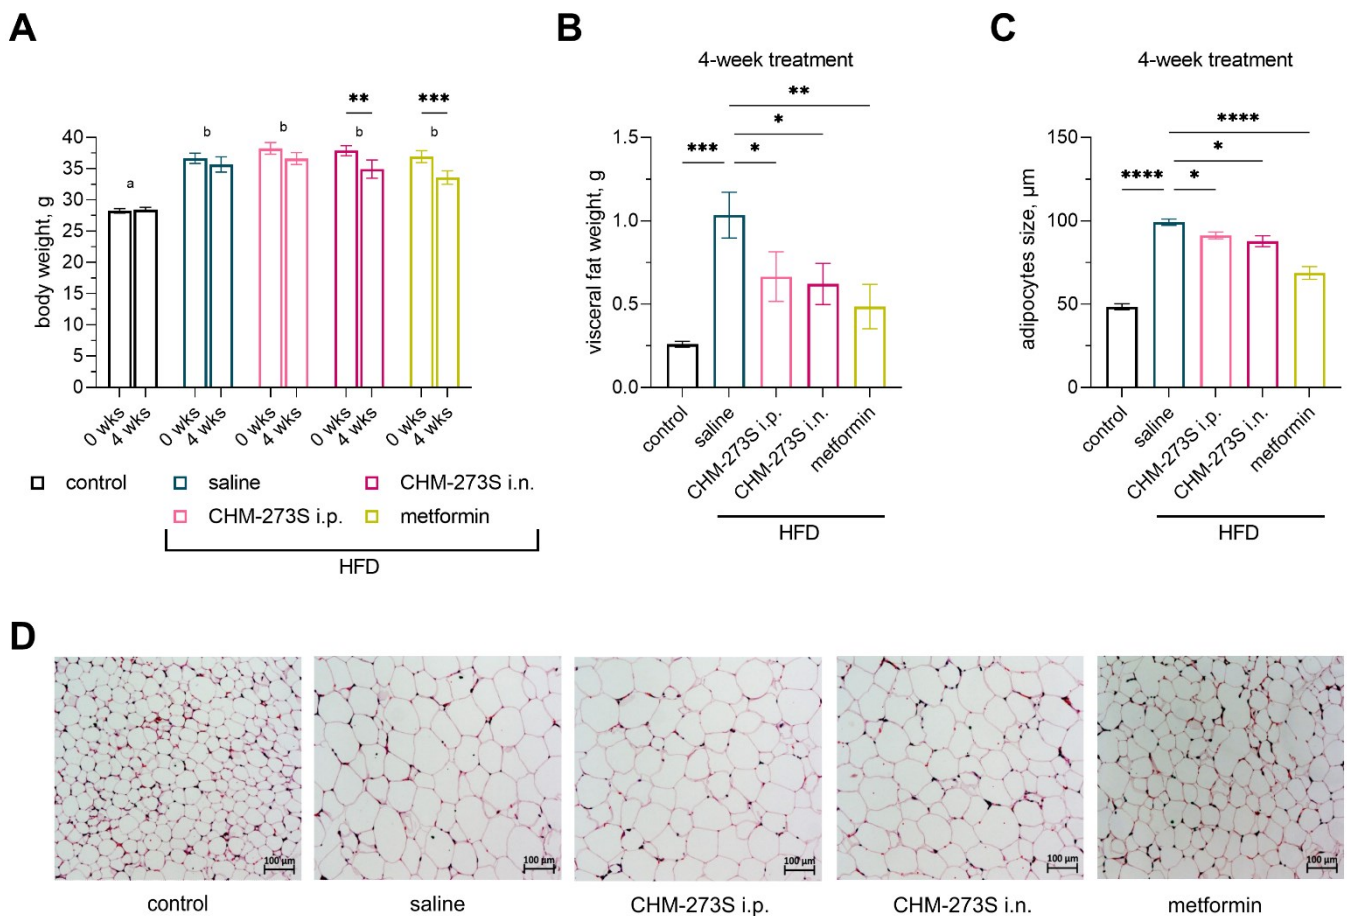 A
B
C
4-week treatment
4-week treatment
** ***
b b b b
a
body weight, g
40
35
30
25
20
15
10
5
0
0 wks 4 wks 0 wks 4 wks 0 wks 4 wks 0 wks 4 wks 0 wks 4 wks
control saline CHM-273S i.n.
CHM-273S i.p. metformin
HFD
**
*
*** *
visceral fat weight, g
1.5
1.0
0.5
0.0
control saline CHM-273S i.p. CHM-273S i.n. metformin
HFD
****
*
**** *
adipocytes size, µm
150
100
50
0
control saline CHM-273S i.p. CHM-273S i.n. metformin
HFD
D
100 µm 100 µm 100 µm 100 µm 100 µm
control saline CHM-273S i.p. CHM-273S i.n. metformin